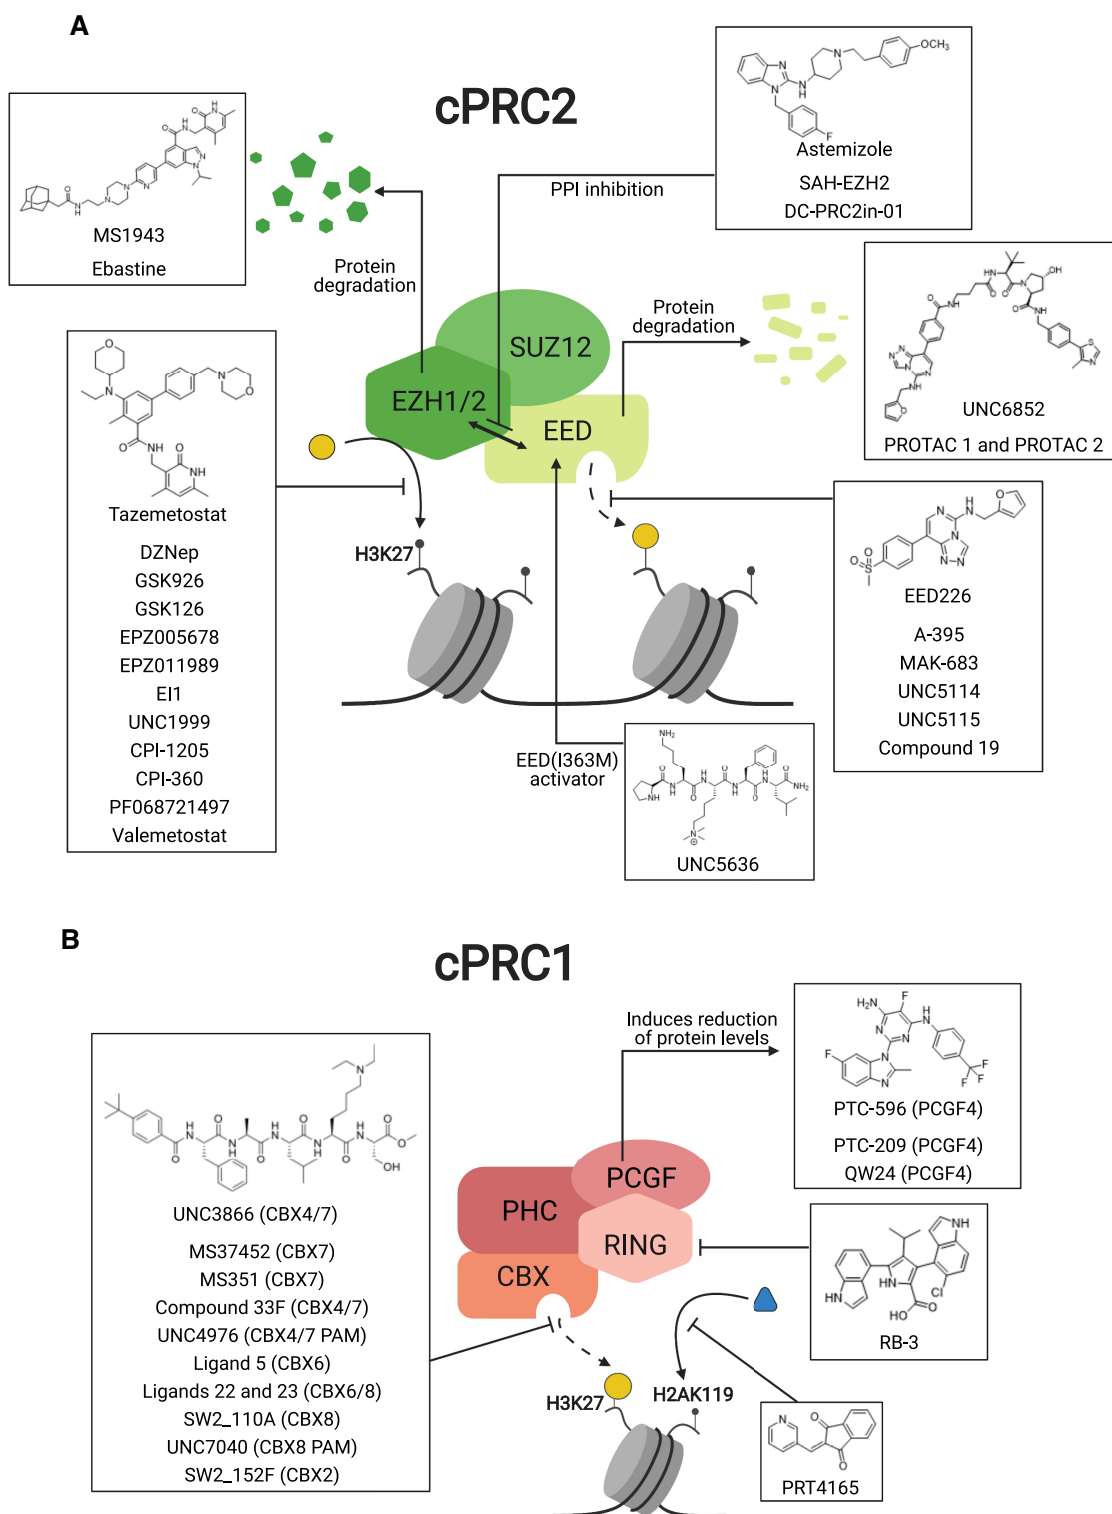 A
cPRC2
MS1943
Ebastine
Protein
degradation
PPI inhibition
Astemizole
SAH-EZH2
DC-PRC2in-01
Protein
degradation
UNC6852
PROTAC 1 and PROTAC 2
SUZ12
EZH1/2
EED
Tazemetostat
DZNep
GSK926
GSK126
EPZ005678
EPZ011989
EI1
UNC1999
CPI-1205
CPI-360
PF068721497
Valemetostat
H3K27
EED226
A-395
MAK-683
UNC5114
UNC5115
Compound 19
EED(I363M)
activator
UNC5636
B
cPRC1
UNC3866 (CBX4/7)
MS37452 (CBX7)
MS351 (CBX7)
Compound 33F (CBX4/7)
UNC4976 (CBX4/7 PAM)
Ligand 5 (CBX6)
Ligands 22 and 23 (CBX6/8)
SW2_110A (CBX8)
UNC7040 (CBX8 PAM)
SW2_152F (CBX2)
Induces reduction
of protein levels
PTC-596 (PCGF4)
PTC-209 (PCGF4)
QW24 (PCGF4)
PCGF
PHC
RING
CBX
RB-3
H3K27
H2AK119
PRT4165